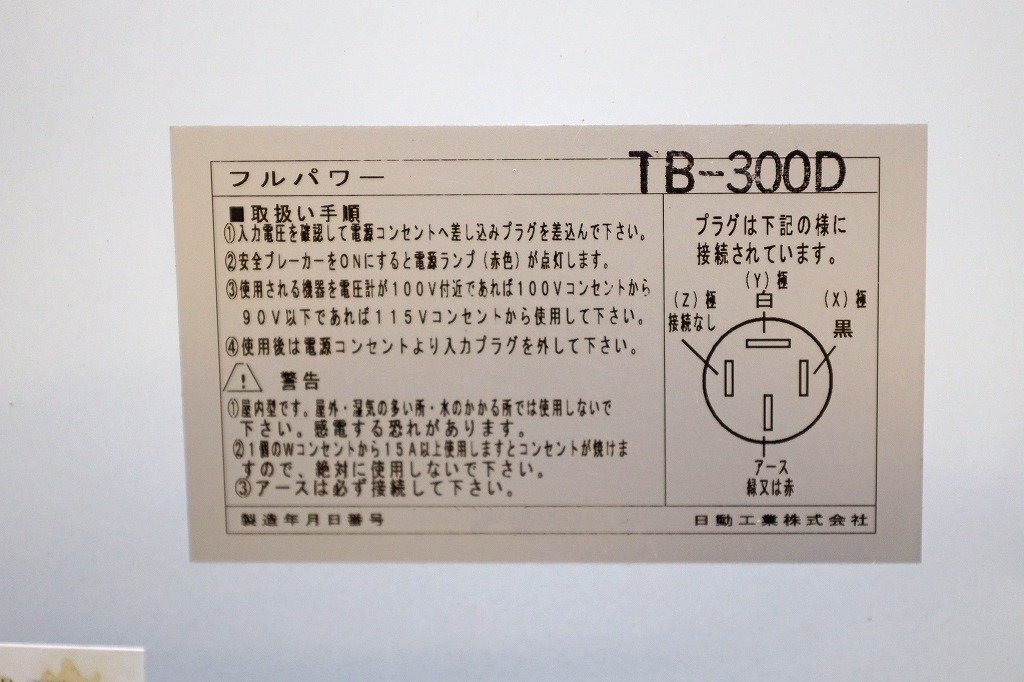 フルパワー
TB-300D
■取扱い手順
①入力電圧を確認して電源コンセントへ差し込みプラグを差込んで下さい。
②安全ブレーカーをONにすると電源ランプ(赤色)が点灯します。
③使用される機器を電圧計が100V付近であれば100Vコンセントから
90V以下であれば115Vコンセントから使用して下さい。
④使用後は電源コンセントより入力プラグを外して下さい。
! 警告
①屋内型です。屋外・湿気の多い所・水のかかる所では使用しないで
下さい。感電する恐れがあります。
②1個のWコンセントから15A以上使用しますとコンセントが焼けま
すので、絶対に使用しないで下さい。
③アースは必ず接続して下さい。
プラグは下記の様に
接続されています。
(Y)極
白
(Z)極
接続なし
(X)極
黒
アース
緑又は赤
製造年月日番号
日動工業株式会社